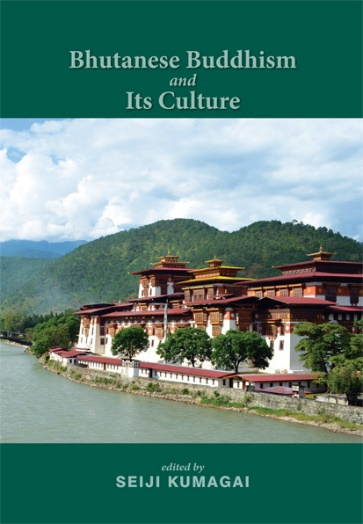 Bhutanese Buddhism
and
Its Culture
edited by
SEIJI KUMAGAI